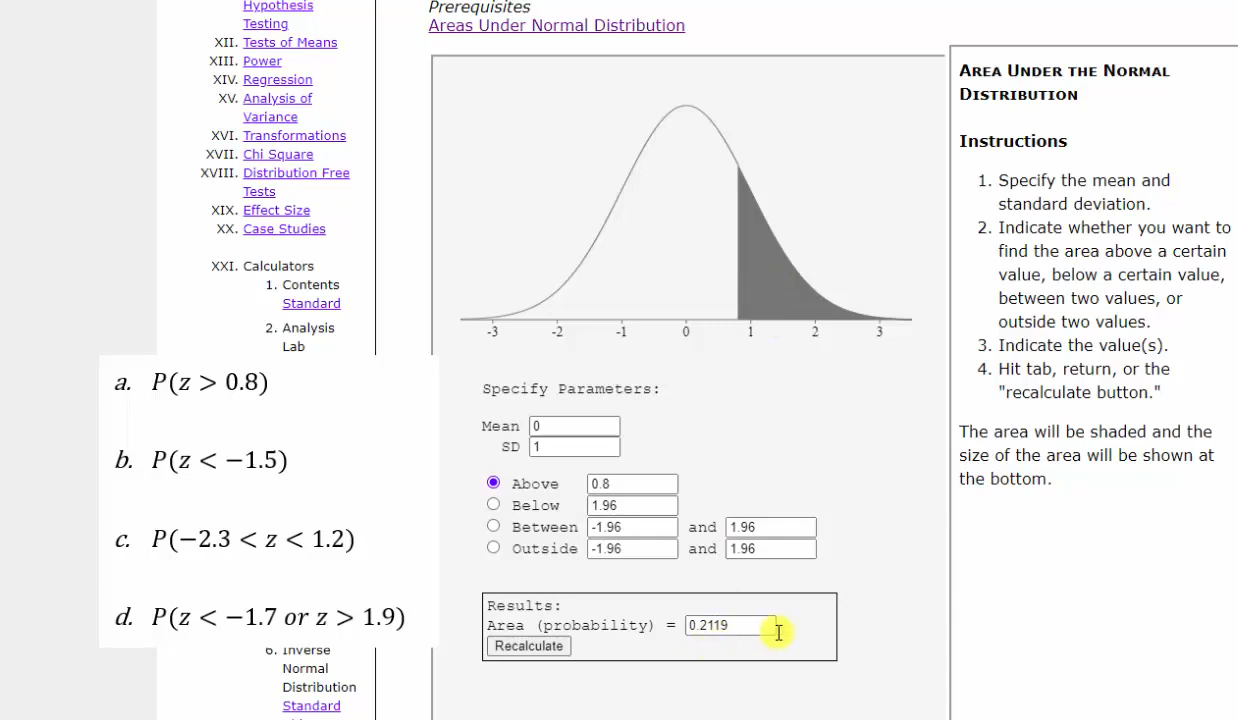 Hypothesis
Testing
XII. Tests of Means
XIII. Power
XIV. Regression
XV. Analysis of
Variance
XVI. Transformations
XVII. Chi Square
XVIII. Distribution Free
Tests
XIX. Effect Size
XX. Case Studies
XXI. Calculators
1. Contents
Standard
2. Analysis
Lab
a. P(z > 0.8)
b. P(z < −1.5)
c. P(−2.3 < z < 1.2)
d. P(z < −1.7 or z > 1.9)
6. Inverse
Normal
Distribution
Standard
Prerequisites
Areas Under Normal Distribution
-3 -2 -1 0 1 2 3
Specify Parameters:
Mean 0
SD 1
Above 0.8
Below 1.96
Between -1.96 and 1.96
Outside -1.96 and 1.96
Results:
Area (probability) = 0.2119
Recalculate
AREA UNDER THE NORMAL
DISTRIBUTION
Instructions
1. Specify the mean and
standard deviation.
2. Indicate whether you want to
find the area above a certain
value, below a certain value,
between two values, or
outside two values.
3. Indicate the value(s).
4. Hit tab, return, or the
"recalculate button."
The area will be shaded and the
size of the area will be shown at
the bottom.